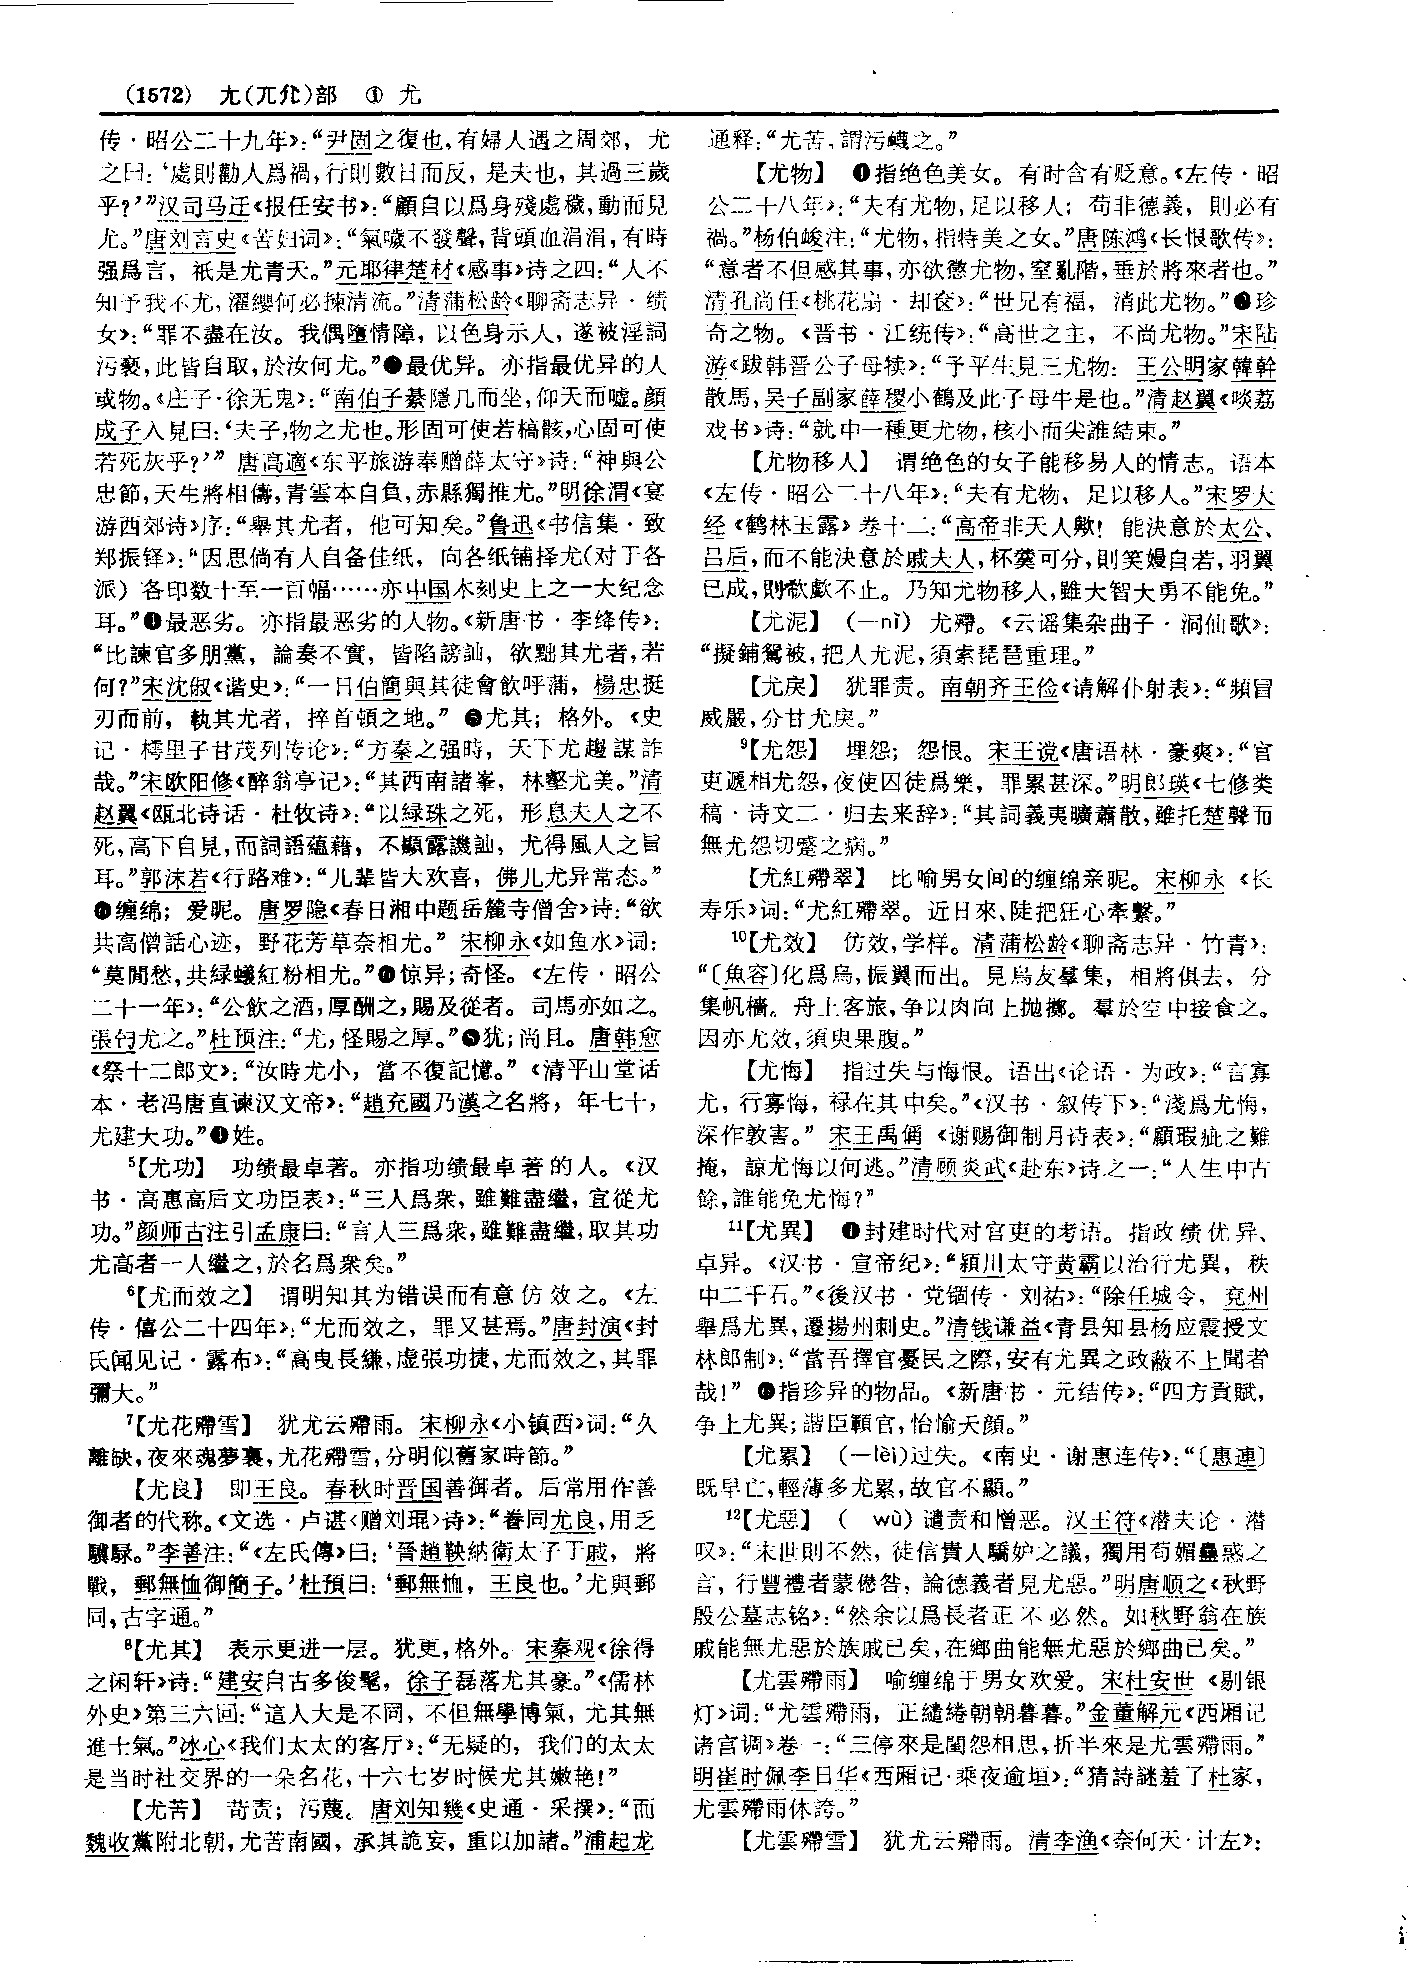 (1572) 尢(兀尣)部 ① 尤
传·昭公二十九年》：“尹固之復也，有婦人遇之周郊，尤
之曰：‘處則勸人爲禍，行則數日而反，是夫也，其過三歲
乎？’”汉司马迁《报任安书》：“顧自以爲身殘處穢，動而見
尤。”唐刘言史《苦妇词》：“氣噦不發聲，背頭血涓涓，有時
强爲言，祇是尤青天。”元耶律楚材《感事》诗之四：“人不
知予我不尤，濯纓何必揀清流。”清蒲松龄《聊斋志异·绩
女》：“罪不盡在汝。我偶墮情障，以色身示人，遂被淫詞
污褻，此皆自取，於汝何尤。”❸最优异。亦指最优异的人
或物。《庄子·徐无鬼》：“南伯子綦隱几而坐，仰天而嘘。顔
成子入見曰：‘夫子，物之尤也。形固可使若槁骸，心固可使
若死灰乎？’”唐高適《东平旅游奉赠薛太守》诗：“神與公
忠節，天生將相儔，青雲本自負，赤縣獨推尤。”明徐渭《宴
游西郊诗》序：“舉其尤者，他可知矣。”鲁迅《书信集·致
郑振铎》：“因思倘有人自备佳纸，向各纸铺择尤（对于各
派）各印数十至一百幅……亦中国木刻史上之一大纪念
耳。”❹最恶劣。亦指最恶劣的人物。《新唐书·李绛传》：
“比諫官多朋黨，論奏不實，皆陷謗訕，欲黜其尤者，若
何？”宋沈俶《谐史》：“一日伯簡與其徒會飲呼蒲，楊忠挺
刃而前，執其尤者，捽首頓之地。”❺尤其；格外。《史
记·樗里子甘茂列传论》：“方秦之强時，天下尤趨謀詐
哉。”宋欧阳修《醉翁亭记》：“其西南諸峯，林壑尤美。”清
赵翼《瓯北诗话·杜牧诗》：“以緑珠之死，形息夫人之不
死，高下自見，而詞語藴藉，不顯露譏訕，尤得風人之旨
耳。”郭沫若《行路难》：“儿辈皆大欢喜，佛儿尤异常态。”
❻缠绵；爱昵。唐罗隐《春日湘中题岳麓寺僧舍》诗：“欲
共高僧話心迹，野花芳草奈相尤。”宋柳永《如鱼水》词：
“莫閒愁，共緑蟻紅粉相尤。”❼惊异；奇怪。《左传·昭公
二十一年》：“公飲之酒，厚酬之，賜及從者。司馬亦如之。
張匄尤之。”杜预注：“尤，怪賜之厚。”❽犹；尚且。唐韩愈
《祭十二郎文》：“汝時尤小，當不復記憶。”《清平山堂话
本·老冯唐直谏汉文帝》：“趙充國乃漢之名將，年七十，
尤建大功。”❾姓。
⁵【尤功】 功绩最卓著。亦指功绩最卓著的人。《汉
书·高惠高后文功臣表》：“三人爲衆，雖難盡繼，宜從尤
功。”颜师古注引孟康曰：“言人三爲衆，雖難盡繼，取其功
尤高者一人繼之，於名爲衆矣。”
⁶【尤而效之】 谓明知其为错误而有意仿效之。《左
传·僖公二十四年》：“尤而效之，罪又甚焉。”唐封演《封
氏闻见记·露布》：“高曳長縑，虚張功捷，尤而效之，其罪
彌大。”
⁷【尤花殢雪】 犹尤云殢雨。宋柳永《小镇西》词：“久
離缺，夜來魂夢裏，尤花殢雪，分明似舊家時節。”
【尤良】 即王良。春秋时晋国善御者。后常用作善
御者的代称。《文选·卢谌〈赠刘琨〉诗》：“眷同尤良，用乏
驥騄。”李善注：“《左氏傳》曰：‘晉趙鞅納衛太子于戚，將
戰，郵無恤御簡子。’杜預曰：‘郵無恤，王良也。’尤與郵
同，古字通。”
⁸【尤其】 表示更进一层。犹更，格外。宋秦观《徐得
之闲轩》诗：“建安自古多俊髦，徐子磊落尤其豪。”《儒林
外史》第三六回：“這人大是不同，不但無學博氣，尤其無
進士氣。”冰心《我们太太的客厅》：“无疑的，我们的太太
是当时社交界的一朵名花，十六七岁时候尤其嫩艳！”
【尤苦】 苛责；污蔑。唐刘知幾《史通·采撰》：“而
魏收黨附北朝，尤苦南國，承其詭妄，重以加諸。”浦起龙
通释：“尤苦，謂污衊之。”
【尤物】 ❶指绝色美女。有时含有贬意。《左传·昭
公二十八年》：“夫有尤物，足以移人；苟非德義，則必有
禍。”杨伯峻注：“尤物，指特美之女。”唐陈鸿《长恨歌传》：
“意者不但感其事，亦欲懲尤物，窒亂階，垂於將來者也。”
清孔尚任《桃花扇·却奁》：“世兄有福，消此尤物。”❷珍
奇之物。《晋书·江统传》：“高世之主，不尚尤物。”宋陆
游《跋韩晋公子母犊》：“予平生見三尤物：王公明家韓幹
散馬，吴子副家薛稷小鶴及此子母牛是也。”清赵翼《啖荔
戏书》诗：“就中一種更尤物，核小而尖誰結束。”
【尤物移人】 谓绝色的女子能移易人的情志。语本
《左传·昭公二十八年》：“夫有尤物，足以移人。”宋罗大
经《鹤林玉露》卷十二：“高帝非天人歟！能決意於太公、
吕后，而不能決意於戚夫人，杯羹可分，則笑嫚自若，羽翼
已成，則欷歔不止。乃知尤物移人，雖大智大勇不能免。”
【尤泥】 （—nì） 尤殢。《云谣集杂曲子·洞仙歌》：
“擬鋪鴛被，把人尤泥，須索琵琶重理。”
【尤戾】 犹罪责。南朝齐王俭《请解仆射表》：“頻冒
威嚴，分甘尤戾。”
⁹【尤怨】 埋怨；怨恨。宋王谠《唐语林·豪爽》：“官
吏遞相尤怨，夜使囚徒爲樂，罪累甚深。”明郎瑛《七修类
稿·诗文二·归去来辞》：“其詞義夷曠蕭散，雖托楚聲而
無尤怨切蹙之病。”
【尤紅殢翠】 比喻男女间的缠绵亲昵。宋柳永《长
寿乐》词：“尤紅殢翠。近日來、陡把狂心牽繫。”
¹⁰【尤效】 仿效，学样。清蒲松龄《聊斋志异·竹青》：
“〔魚容〕化爲烏，振翼而出。見烏友羣集，相將俱去，分
集帆檣。舟上客旅，争以肉向上抛擲。羣於空中接食之。
因亦尤效，須臾果腹。”
【尤悔】 指过失与悔恨。语出《论语·为政》：“言寡
尤，行寡悔，禄在其中矣。”《汉书·叙传下》：“淺爲尤悔，
深作敦害。”宋王禹偁《谢赐御制月诗表》：“顧瑕疵之難
掩，諒尤悔以何逃。”清顾炎武《赴东》诗之一：“人生中古
餘，誰能免尤悔？”
¹¹【尤異】 ❶封建时代对官吏的考语。指政绩优异、
卓异。《汉书·宣帝纪》：“潁川太守黄霸以治行尤異，秩
中二千石。”《後汉书·党锢传·刘祐》：“除任城令，兖州
舉爲尤異，遷揚州刺史。”清钱谦益《青县知县杨应震授文
林郎制》：“當吾擇官憂民之際，安有尤異之政蔽不上聞者
哉！”❷指珍异的物品。《新唐书·元结传》：“四方貢賦，
争上尤異；諧臣顐官，怡愉天顔。”
【尤累】 （—lèi）过失。《南史·谢惠连传》：“〔惠連〕
既早亡，輕薄多尤累，故官不顯。”
¹²【尤惡】 （ wù）谴责和憎恶。汉王符《潜夫论·潜
叹》：“末世則不然，徒信貴人驕妒之議，獨用苟媚蠱惑之
言，行豐禮者蒙愆咎，論德義者見尤惡。”明唐顺之《秋野
殷公墓志铭》：“然余以爲長者正不必然。如秋野翁在族
戚能無尤惡於族戚已矣，在鄉曲能無尤惡於鄉曲已矣。”
【尤雲殢雨】 喻缠绵于男女欢爱。宋杜安世《剔银
灯》词：“尤雲殢雨，正繾綣朝朝暮暮。”金董解元《西厢记
诸宫调》卷一：“三停來是閨怨相思，折半來是尤雲殢雨。”
明崔时佩李日华《西厢记·乘夜逾垣》：“猜詩謎羞了杜家，
尤雲殢雨休誇。”
【尤雲殢雪】 犹尤云殢雨。清李渔《奈何天·计左》：